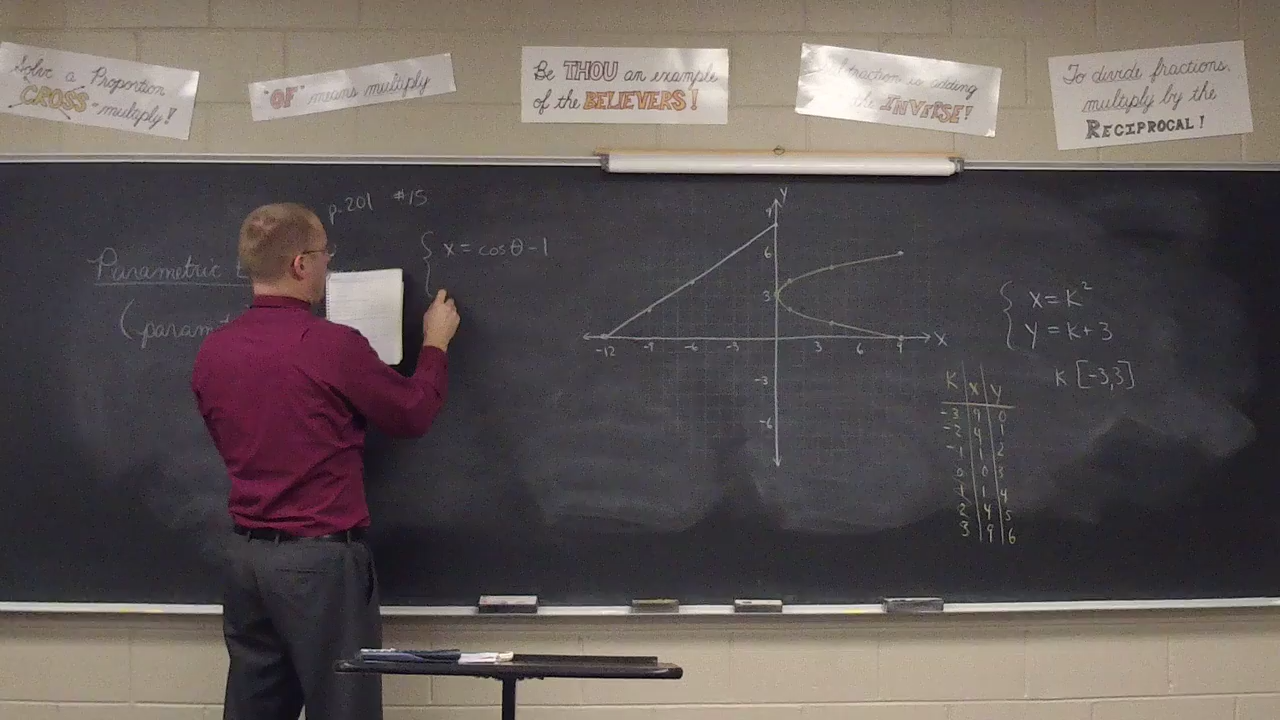 Solve a Proportion
"CROSS"-multiply!
"OF" means multiply
Be THOU an example
of the BELIEVERS!
is adding
the INVERSE!
To divide fractions,
multiply by the
RECIPROCAL!
p.201 #15
Parametric
(param
x = cosθ - 1
y
6
3
-12 -9 -6 -3 3 6 9 x
-3
-6
x = k²
y = k + 3
k [-3,3]
k x y
-3 9 0
-2 4 1
-1 1 2
0 0 3
1 1 4
2 4 5
3 9 6